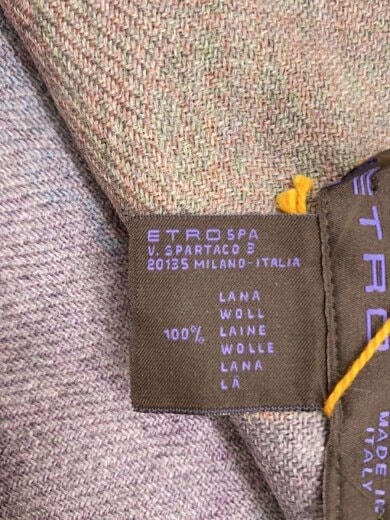 ETRO SPA
V. SPARTACO 3
20135 MILANO-ITALIA
LANA
WOLL
100% LAINE
WOLLE
LANA
LÃ
ETRO
MADE IN
ITALY